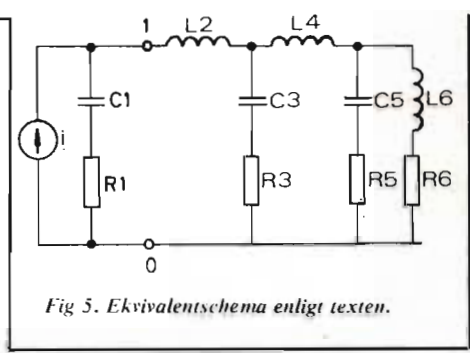 1 L2 L4
C1 C3 C5 L6
i
R1 R3 R5 R6
0
Fig 5. Ekvivalentschema enligt texten.